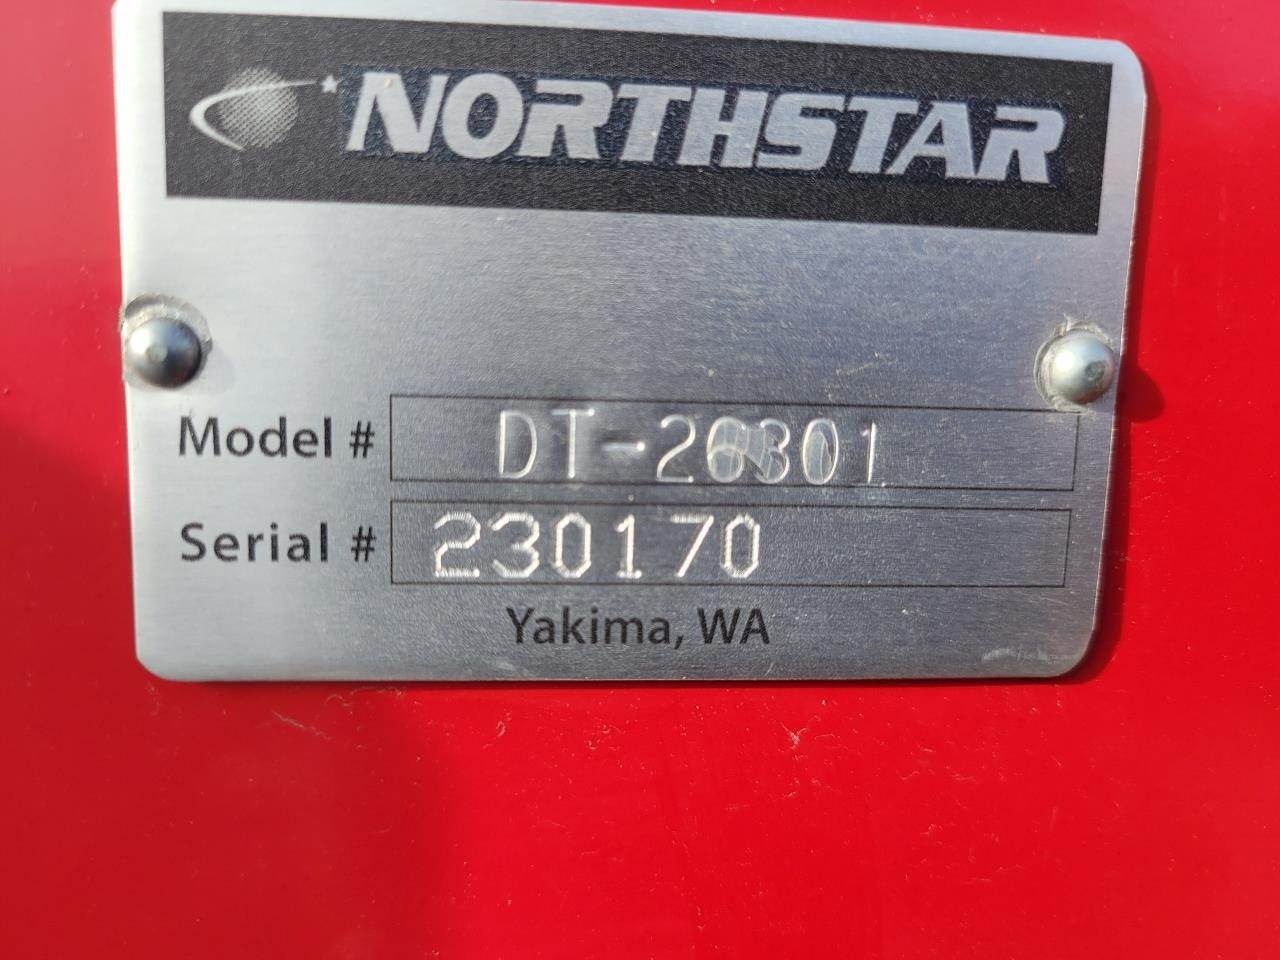 NORTHSTAR
Model #
Serial # 230170
Yakima, WA